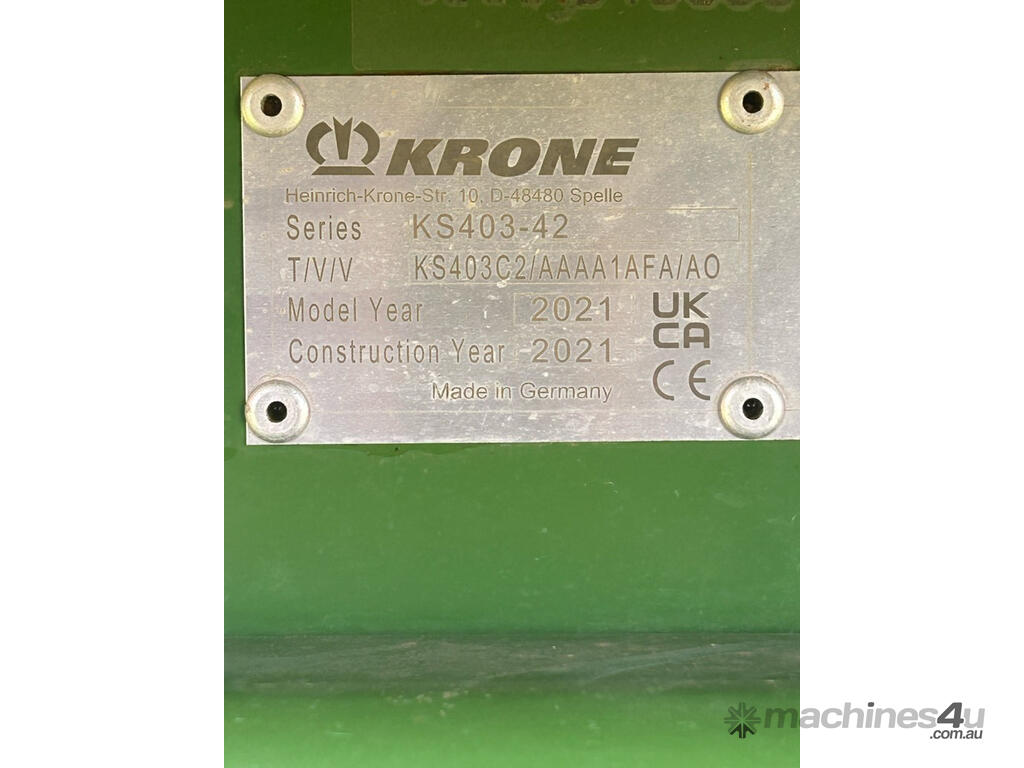 KRONE
Heinrich-Krone-Str. 10, D-48480 Spelle
Series KS403-42
T/V/V KS403C2/AAAA1AFA/AO
Model Year 2021
UK
CA
Construction Year 2021
CE
Made in Germany
machines4u
.com.au